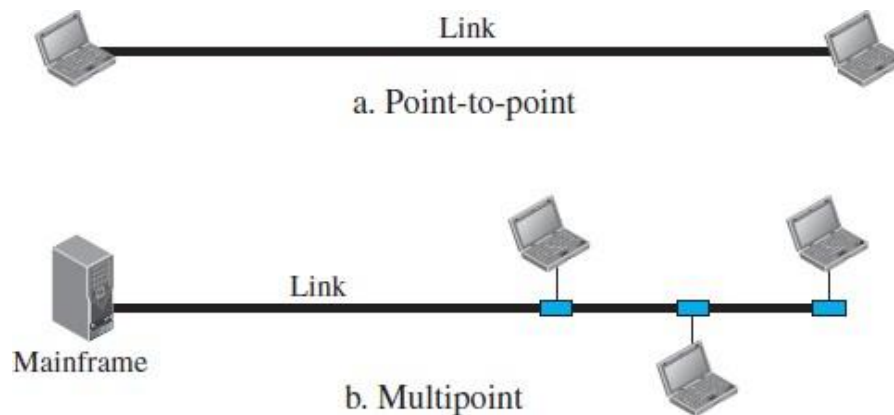 Link
a. Point-to-point
Link
Mainframe
b. Multipoint